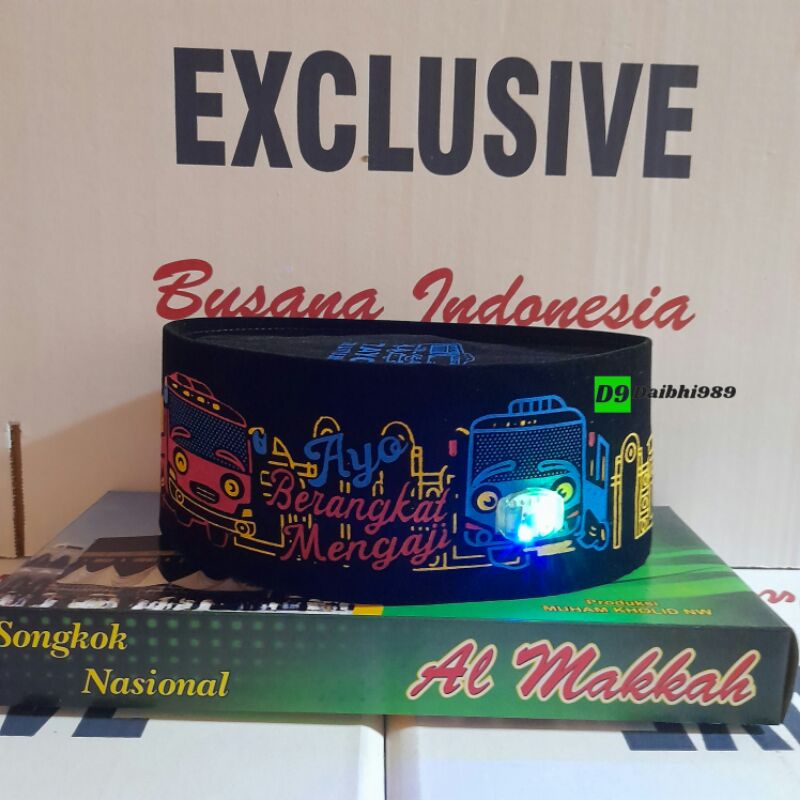 EXCLUSIVE
Busana Indonesia
D9 Daibhi989
Ayo
Berangkat
Mengaji
Produksi
MUHAM KHOLID NW
Songkok
Nasional
Al Makkah